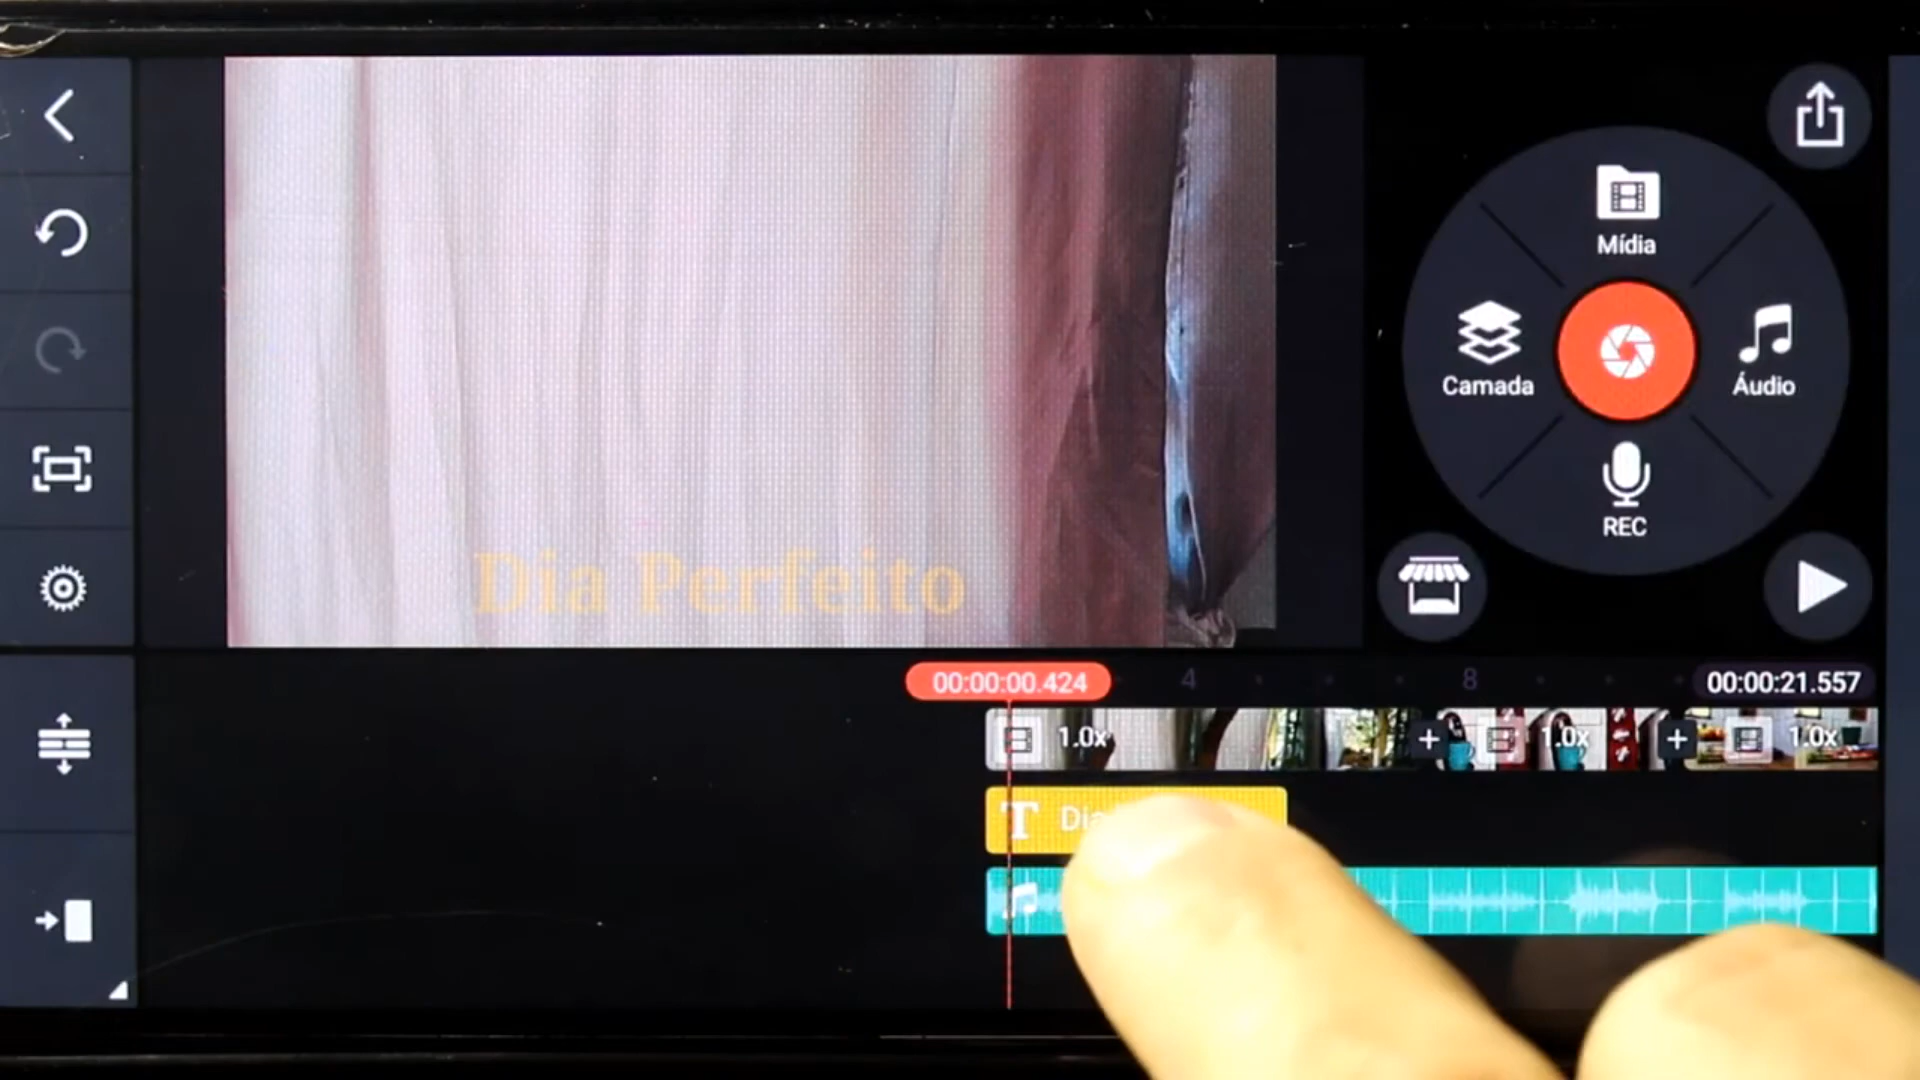 Mídia
Camada
Áudio
REC
Dia Perfeito
00:00:00.424
4
8
00:00:21.557
1.0x
1.0x
1.0x
T Dia